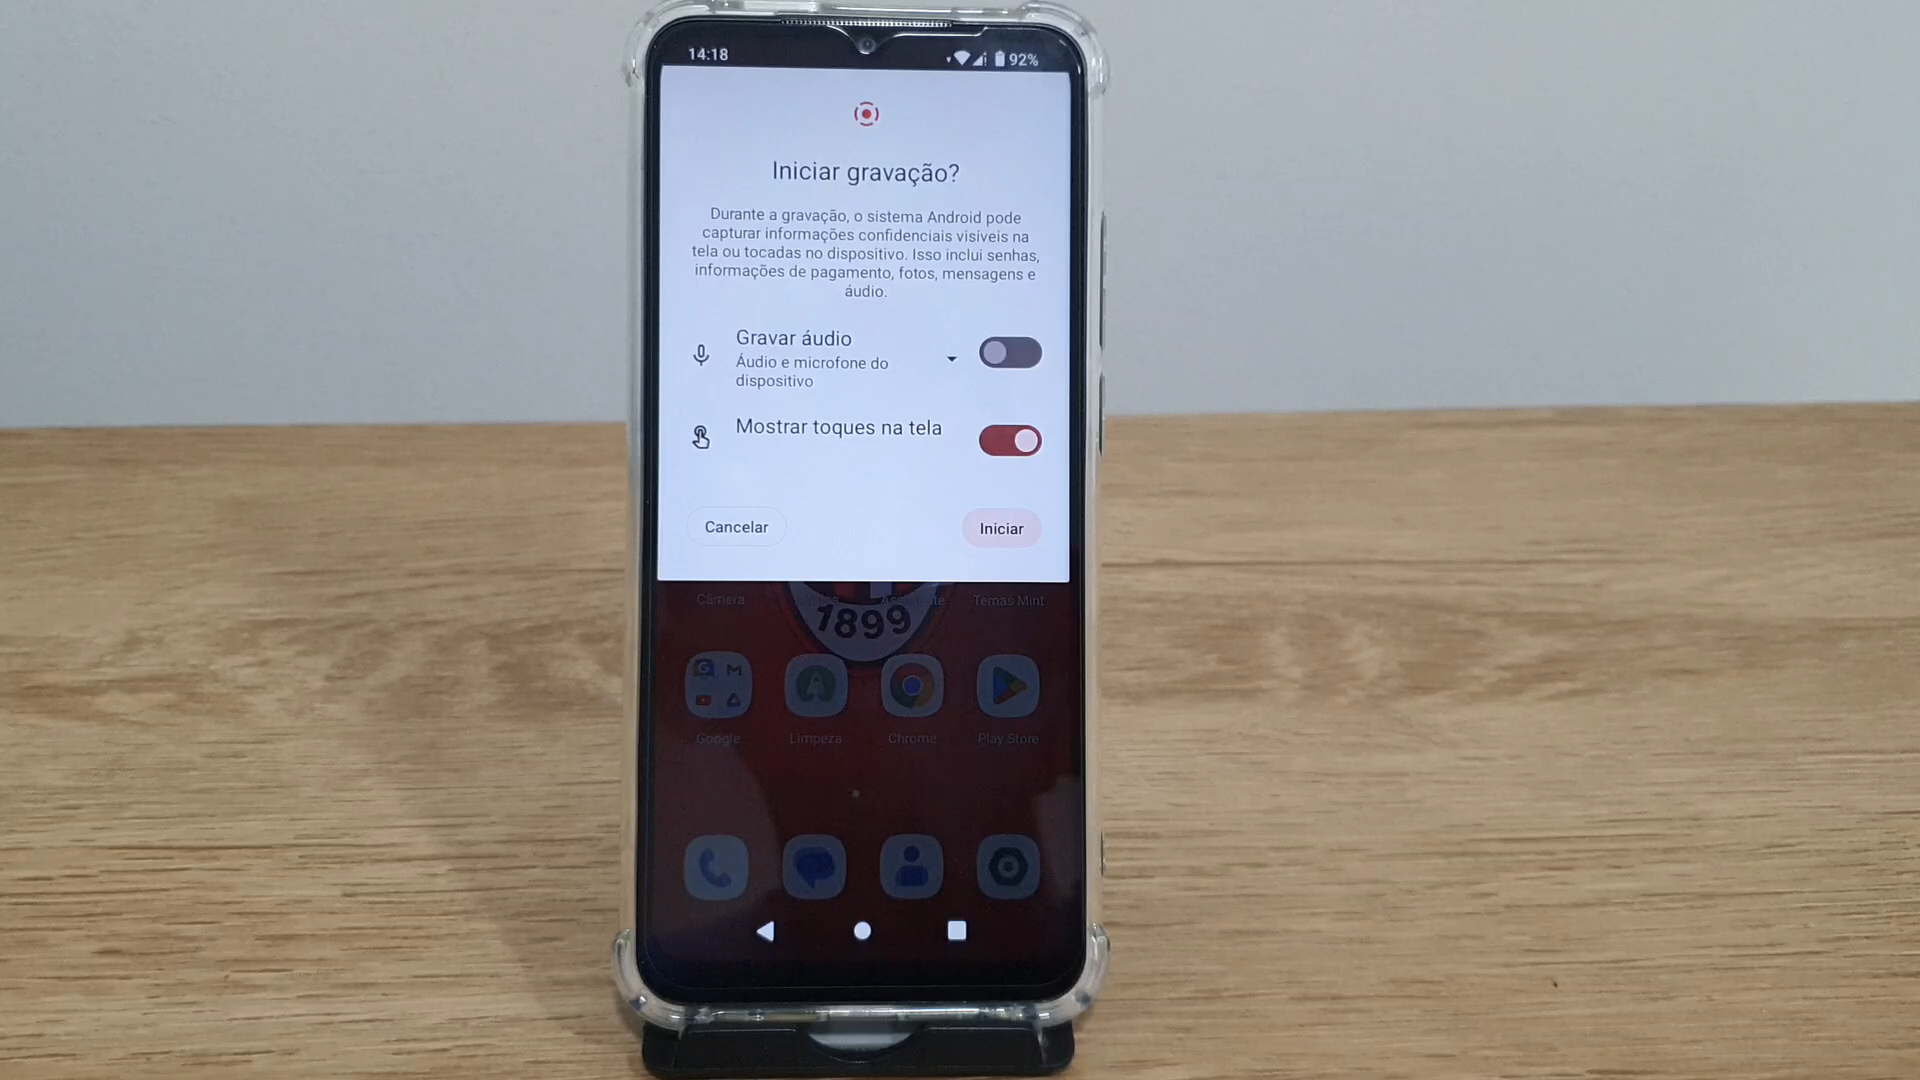 14:18
92%
Iniciar gravação?
Durante a gravação, o sistema Android pode
capturar informações confidenciais visíveis na
tela ou tocadas no dispositivo. Isso inclui senhas,
informações de pagamento, fotos, mensagens e
áudio.
Gravar áudio
Áudio e microfone do
dispositivo
Mostrar toques na tela
Cancelar
Iniciar
Câmera
Temas Mint
1899
Google
Limpeza
Chrome
Play Store